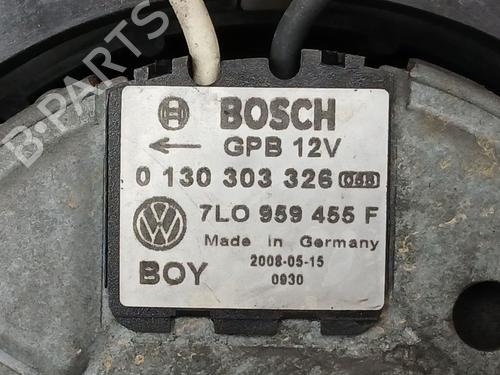 B-PARTS
BOSCH
← GPB 12V
0 130 303 326 058
7L0 959 455 F
Made in Germany
BOY 2008-05-15
0930